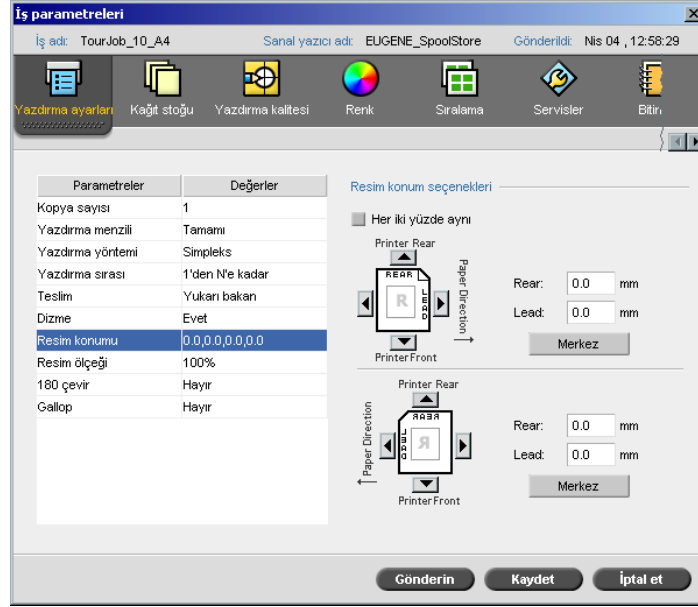 İş parametreleri
İş adı: TourJob_10_A4 Sanal yazıcı adı: EUGENE_SpoolStore Gönderildi: Nis 04 , 12:58:29
Yazdırma ayarları Kağıt stoğu Yazdırma kalitesi Renk Sıralama Servisler Bitiri
Parametreler Değerler
Kopya sayısı 1
Yazdırma menzili Tamamı
Yazdırma yöntemi Simpleks
Yazdırma sırası 1'den N'e kadar
Teslim Yukarı bakan
Dizme Evet
Resim konumu 0.0,0.0,0.0,0.0
Resim ölçeği 100%
180 çevir Hayır
Gallop Hayır
Resim konum seçenekleri
Her iki yüzde aynı
Printer Rear
REAR
R
LEAD
Paper Direction
Printer Front
Rear: 0.0 mm
Lead: 0.0 mm
Merkez
Printer Rear
Paper Direction
REAR
LEAD
R
Printer Front
Rear: 0.0 mm
Lead: 0.0 mm
Merkez
Gönderin Kaydet İptal et